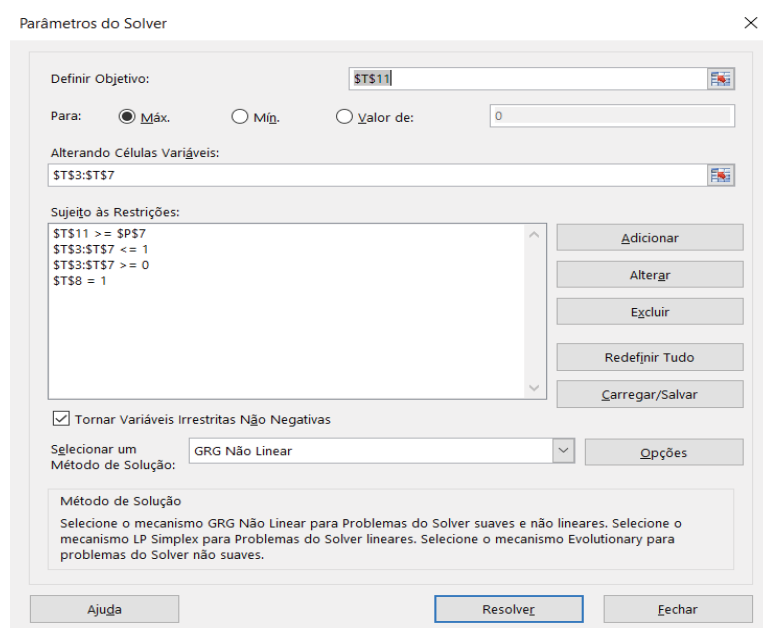 Parâmetros do Solver
Definir Objetivo:
$T$11
Para:
Máx.
Mín.
Valor de:
0
Alterando Células Variáveis:
$T$3:$T$7
Sujeito às Restrições:
$T$11 >= $P$7
$T$3:$T$7 <= 1
$T$3:$T$7 >= 0
$T$8 = 1
Adicionar
Alterar
Excluir
Redefinir Tudo
Carregar/Salvar
Tornar Variáveis Irrestritas Não Negativas
Selecionar um
Método de Solução:
GRG Não Linear
Opções
Método de Solução
Selecione o mecanismo GRG Não Linear para Problemas do Solver suaves e não lineares. Selecione o
mecanismo LP Simplex para Problemas do Solver lineares. Selecione o mecanismo Evolutionary para
problemas do Solver não suaves.
Ajuda
Resolver
Fechar